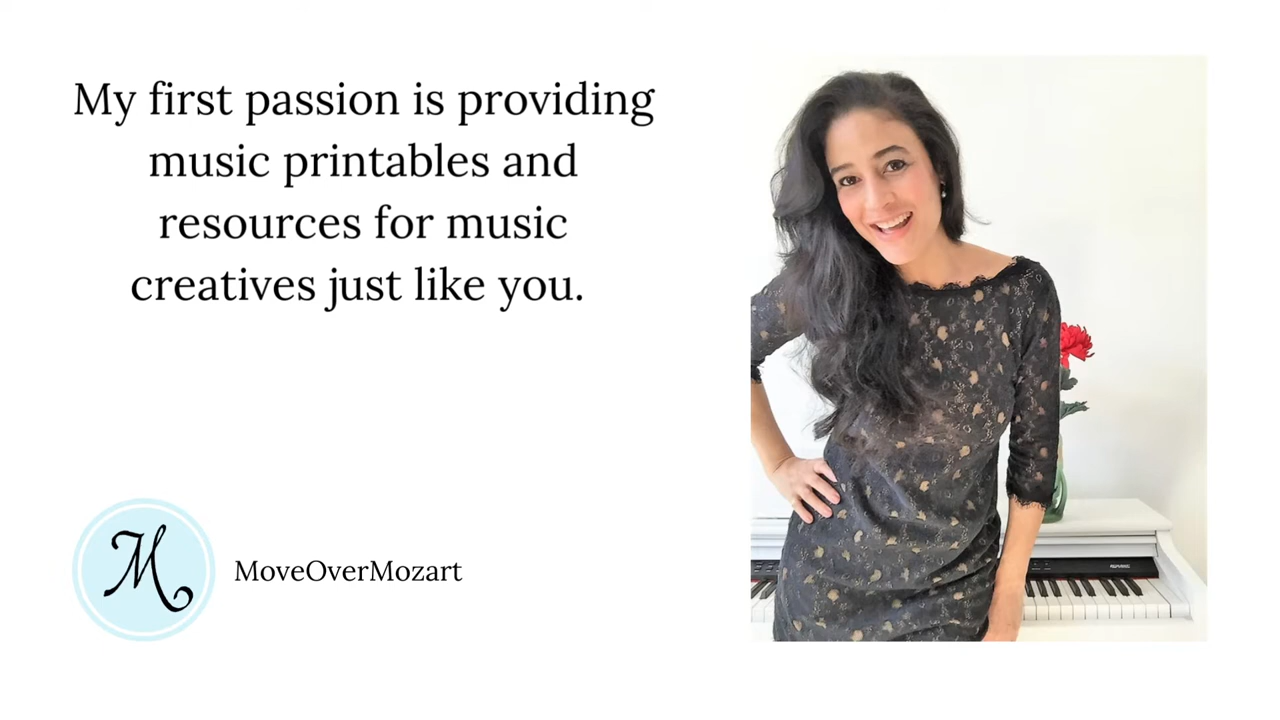 My first passion is providing
music printables and
resources for music
creatives just like you.
M
MoveOverMozart